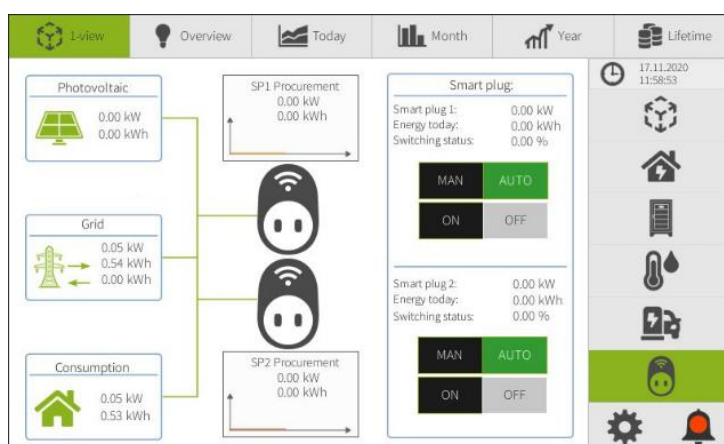 1-view
Overview
Today
Month
Year
Lifetime
17.11.2020
11:58:53
Photovoltaic
0.00 kW
0.00 kWh
Grid
0.05 kW
0.54 kWh
0.00 kWh
Consumption
0.05 kW
0.53 kWh
SP1 Procurement
0.00 kW
0.00 kWh
SP2 Procurement
0.00 kW
0.00 kWh
Smart plug:
Smart plug 1: 0.00 kW
Energy today: 0.00 kWh
Switching status: 0.00 %
MAN AUTO
ON OFF
Smart plug 2: 0.00 kW
Energy today: 0.00 kWh
Switching status: 0.00 %
MAN AUTO
ON OFF